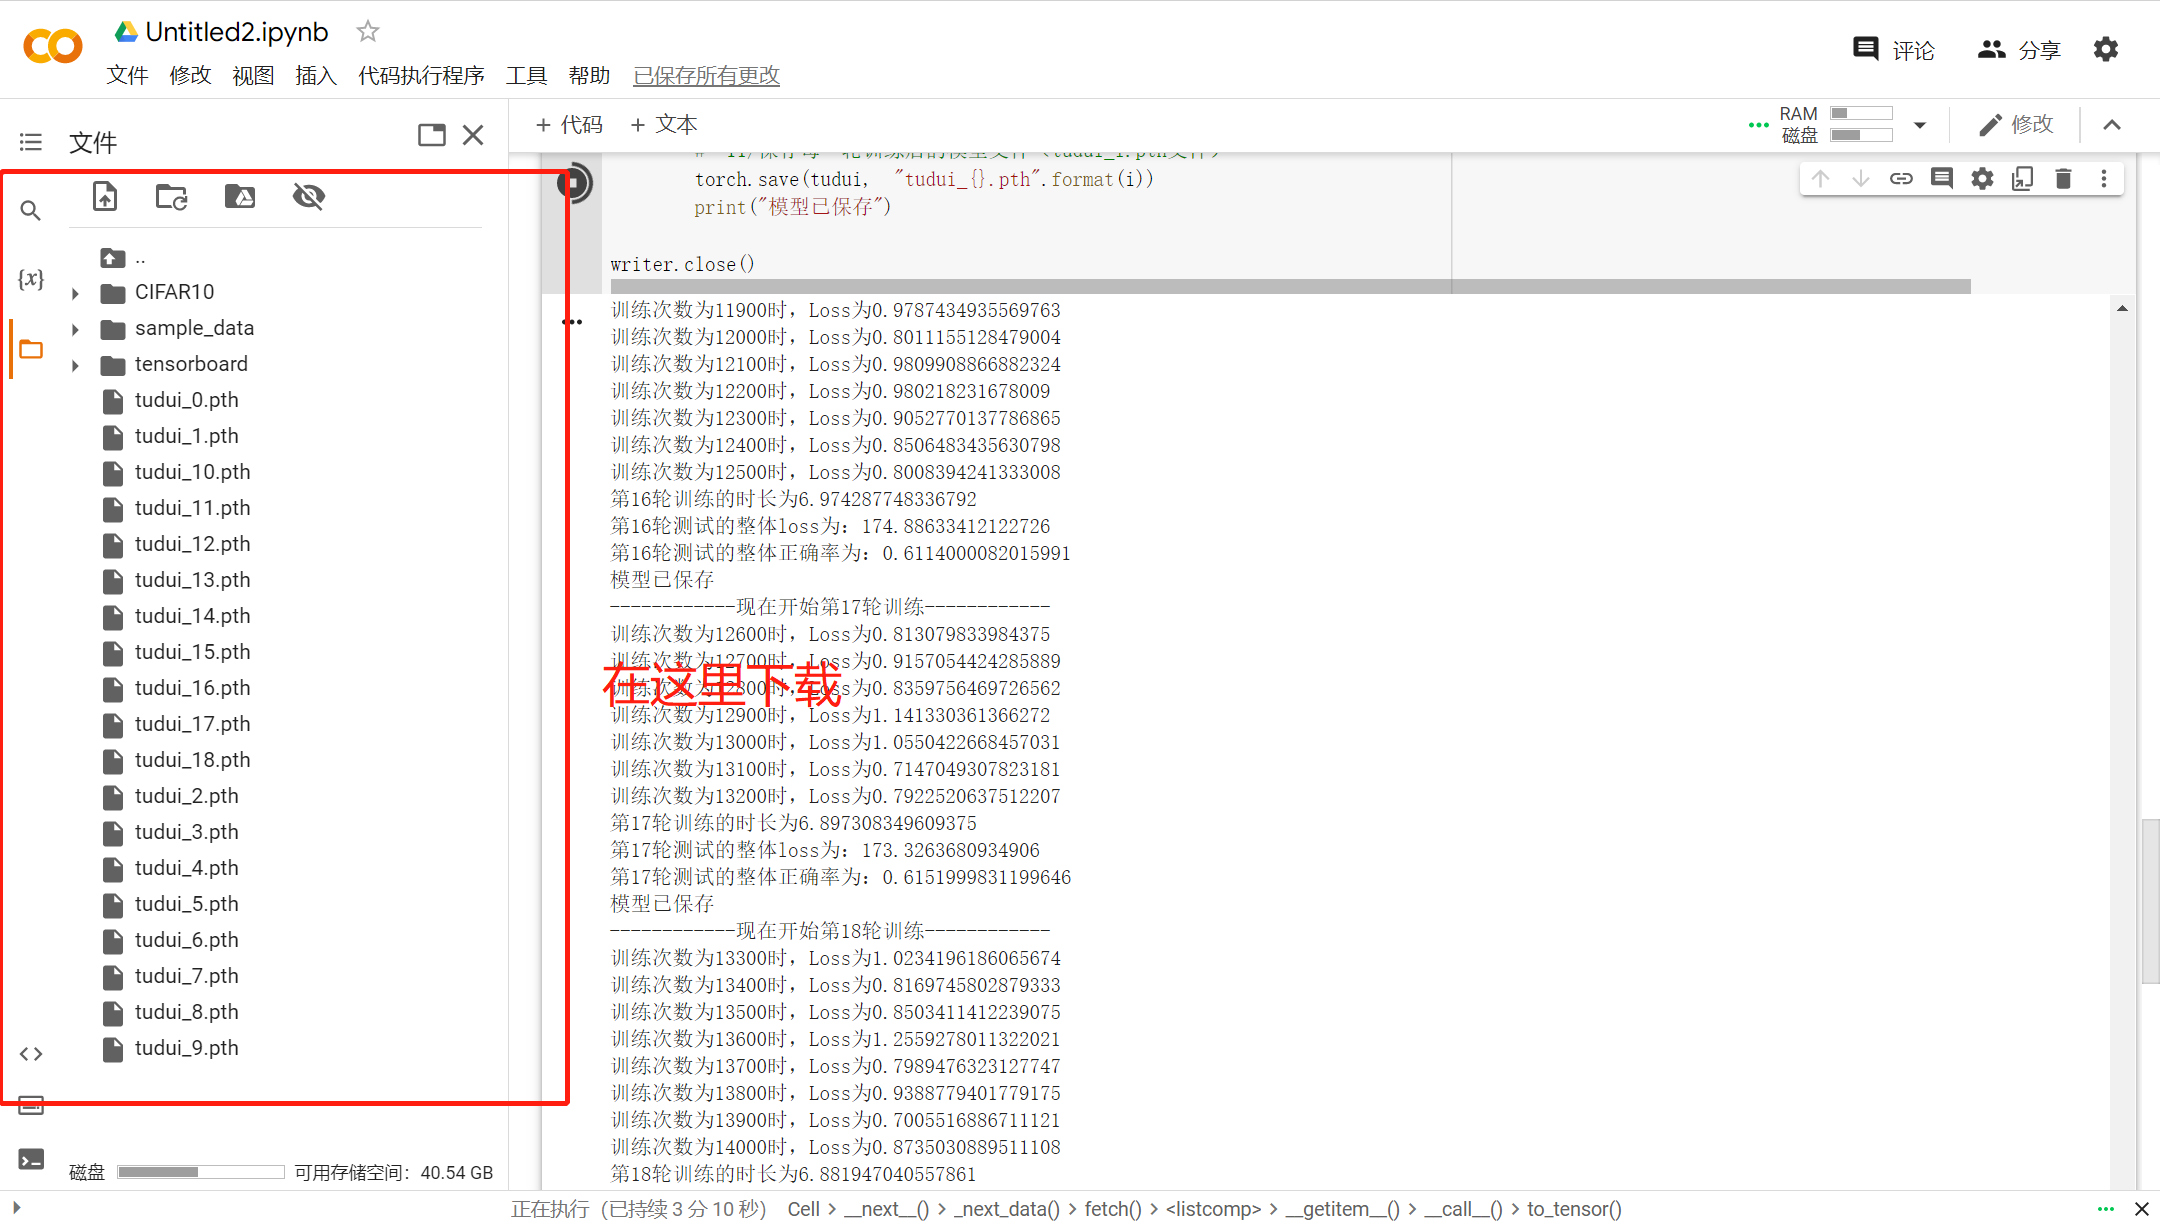 Untitled2.ipynb
文件 修改 视图 插入 代码执行程序 工具 帮助 已保存所有更改
评论 分享
文件
+ 代码 + 文本
RAM
磁盘
修改
..
CIFAR10
sample_data
tensorboard
tudui_0.pth
tudui_1.pth
tudui_10.pth
tudui_11.pth
tudui_12.pth
tudui_13.pth
tudui_14.pth
tudui_15.pth
tudui_16.pth
tudui_17.pth
tudui_18.pth
tudui_2.pth
tudui_3.pth
tudui_4.pth
tudui_5.pth
tudui_6.pth
tudui_7.pth
tudui_8.pth
tudui_9.pth
磁盘 可用存储空间：40.54 GB
torch.save(tudui, "tudui_{}.pth".format(i))
print("模型已保存")
writer.close()
训练次数为11900时，Loss为0.9787434935569763
训练次数为12000时，Loss为0.8011155128479004
训练次数为12100时，Loss为0.9809908866882324
训练次数为12200时，Loss为0.980218231678009
训练次数为12300时，Loss为0.9052770137786865
训练次数为12400时，Loss为0.8506483435630798
训练次数为12500时，Loss为0.8008394241333008
第16轮训练的时长为6.974287748336792
第16轮测试的整体loss为：174.88633412122726
第16轮测试的整体正确率为：0.6114000082015991
模型已保存
------------现在开始第17轮训练------------
训练次数为12600时，Loss为0.813079833984375
训练次数为12700时，Loss为0.9157054424285889
在这里下载
训练次数为12800时，Loss为0.8359756469726562
训练次数为12900时，Loss为1.141330361366272
训练次数为13000时，Loss为1.0550422668457031
训练次数为13100时，Loss为0.7147049307823181
训练次数为13200时，Loss为0.7922520637512207
第17轮训练的时长为6.897308349609375
第17轮测试的整体loss为：173.3263680934906
第17轮测试的整体正确率为：0.6151999831199646
模型已保存
------------现在开始第18轮训练------------
训练次数为13300时，Loss为1.0234196186065674
训练次数为13400时，Loss为0.8169745802879333
训练次数为13500时，Loss为0.8503411412239075
训练次数为13600时，Loss为1.2559278011322021
训练次数为13700时，Loss为0.7989476323127747
训练次数为13800时，Loss为0.9388779401779175
训练次数为13900时，Loss为0.7005516886711121
训练次数为14000时，Loss为0.8735030889511108
第18轮训练的时长为6.881947040557861
正在执行 (已持续 3 分 10 秒) Cell > __next__() > _next_data() > fetch() > <listcomp> > __getitem__() > __call__() > to_tensor()